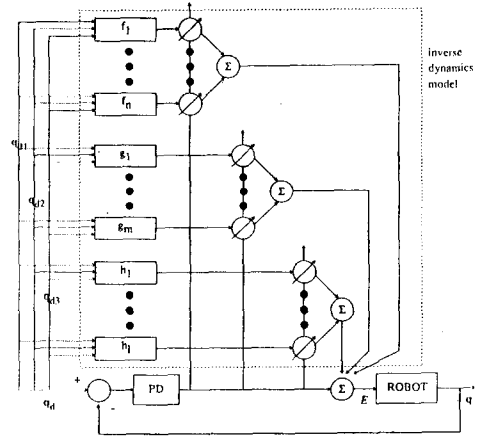 f1
Σ
inverse
dynamics
model
fn
qd1
g1
Σ
qd2
gm
h1
qd3
Σ
hl
+
-
PD
Σ
E
ROBOT
q
qd